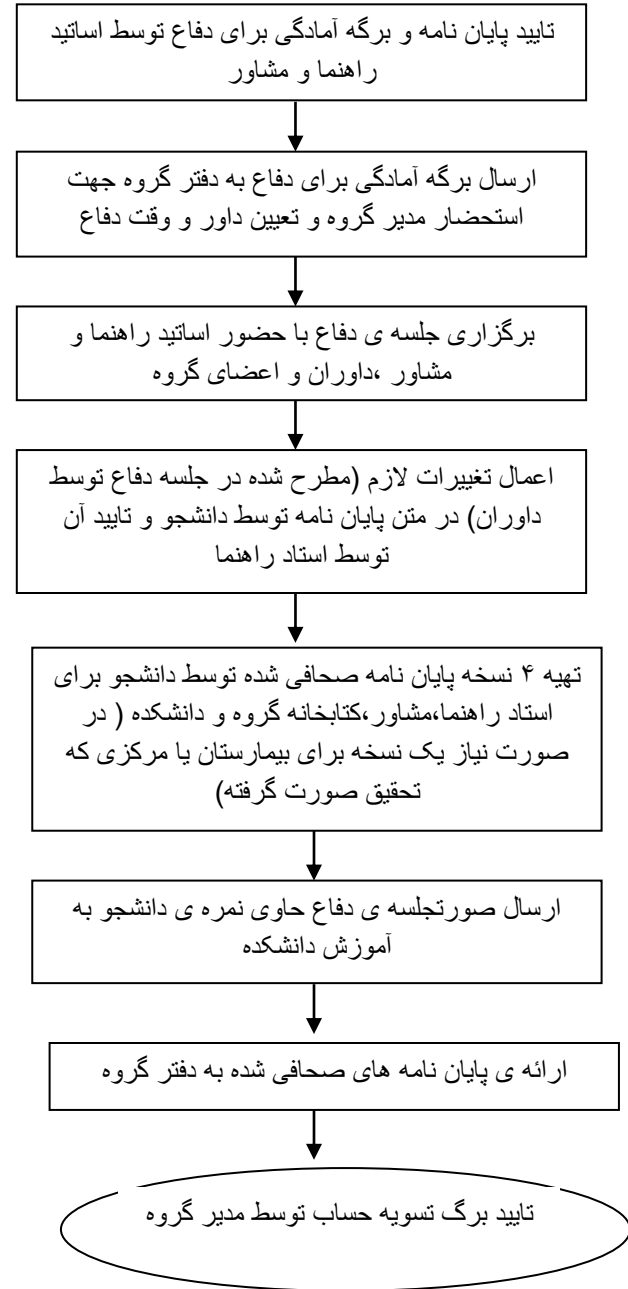 تایید پایان نامه و برگه آمادگی برای دفاع توسط اساتید
راهنما و مشاور
ارسال برگه آمادگی برای دفاع به دفتر گروه جهت
استحضار مدیر گروه و تعیین داور و وقت دفاع
برگزاری جلسه ی دفاع با حضور اساتید راهنما و
مشاور ،داوران و اعضای گروه
اعمال تغییرات لازم (مطرح شده در جلسه دفاع توسط
داوران) در متن پایان نامه توسط دانشجو و تایید آن
توسط استاد راهنما
تهیه ۴ نسخه پایان نامه صحافی شده توسط دانشجو برای
استاد راهنما،مشاور،کتابخانه گروه و دانشکده ( در
صورت نیاز یک نسخه برای بیمارستان یا مرکزی که
تحقیق صورت گرفته)
ارسال صورتجلسه ی دفاع حاوی نمره ی دانشجو به
آموزش دانشکده
ارائه ی پایان نامه های صحافی شده به دفتر گروه
تایید برگ تسویه حساب توسط مدیر گروه